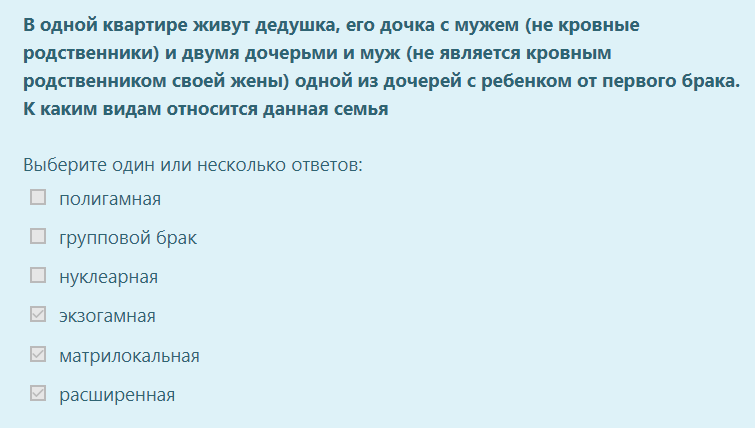 В одной квартире живут дедушка, его дочка с мужем (не кровные
родственники) и двумя дочерьми и муж (не является кровным
родственником своей жены) одной из дочерей с ребенком от первого брака.
К каким видам относится данная семья
Выберите один или несколько ответов:
полигамная
групповой брак
нуклеарная
экзогамная
матрилокальная
расширенная